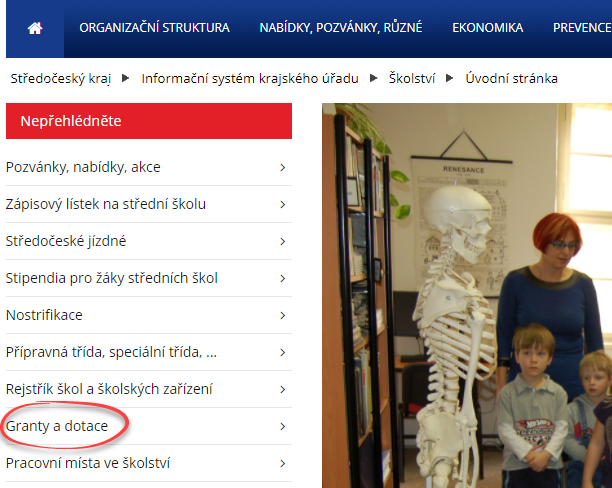 ORGANIZAČNÍ STRUKTURA NABÍDKY, POZVÁNKY, RŮZNÉ EKONOMIKA PREVENCE
Středočeský kraj Informační systém krajského úřadu Školství Úvodní stránka
Nepřehlédněte
Pozvánky, nabídky, akce
Zápisový lístek na střední školu
Středočeské jízdné
Stipendia pro žáky středních škol
Nostrifikace
Přípravná třída, speciální třída, ...
Rejstřík škol a školských zařízení
Granty a dotace
Pracovní místa ve školství
RENESANCE